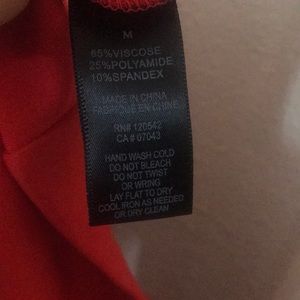 M
65%VISCOSE
25%POLYAMIDE
10%SPANDEX
MADE IN CHINA
FABRIQUE EN CHINE
RN# 120542
CA # 07043
HAND WASH COLD
DO NOT BLEACH
DO NOT TWIST
OR WRING
LAY FLAT TO DRY
COOL IRON AS NEEDED
OR DRY CLEAN